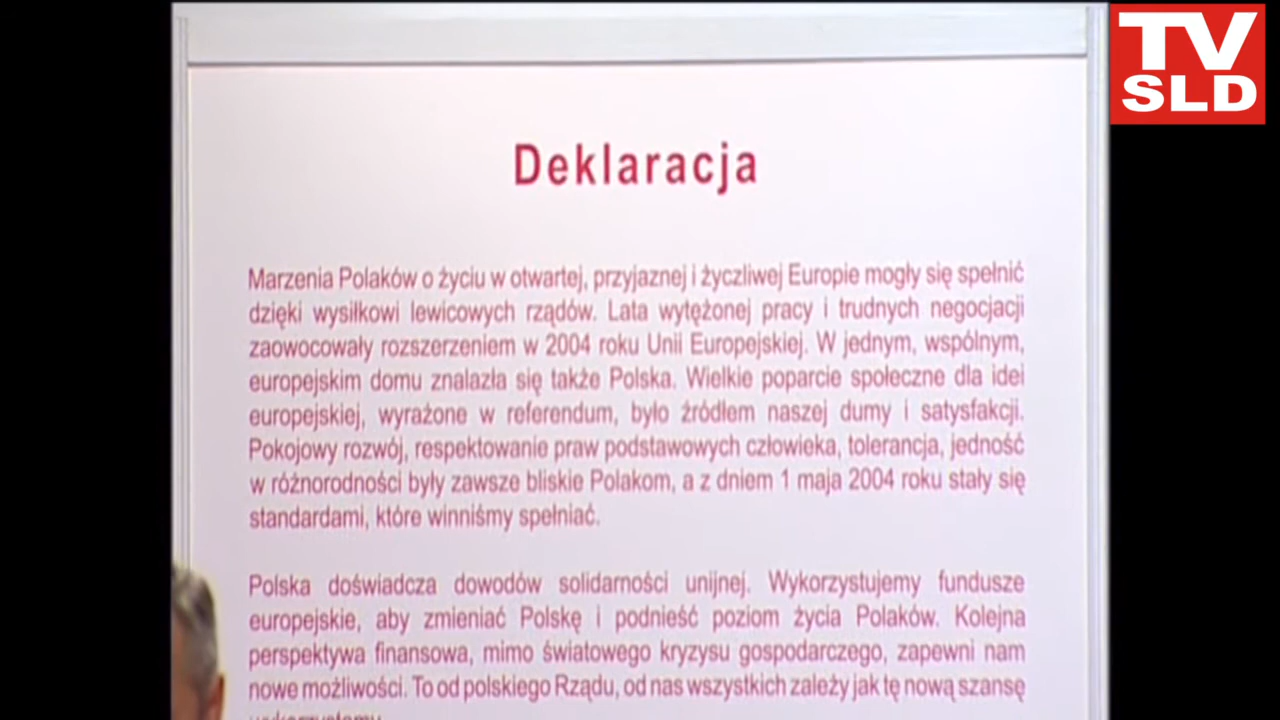 TV
SLD
Deklaracja
Marzenia Polaków o życiu w otwartej, przyjaznej i życzliwej Europie mogły się spełnić
dzięki wysiłkowi lewicowych rządów. Lata wytężonej pracy i trudnych negocjacji
zaowocowały rozszerzeniem w 2004 roku Unii Europejskiej. W jednym, wspólnym,
europejskim domu znalazła się także Polska. Wielkie poparcie społeczne dla idei
europejskiej, wyrażone w referendum, było źródłem naszej dumy i satysfakcji.
Pokojowy rozwój, respektowanie praw podstawowych człowieka, tolerancja, jedność
w różnorodności były zawsze bliskie Polakom, a z dniem 1 maja 2004 roku stały się
standardami, które winniśmy spełniać.
Polska doświadcza dowodów solidarności unijnej. Wykorzystujemy fundusze
europejskie, aby zmieniać Polskę i podnieść poziom życia Polaków. Kolejna
perspektywa finansowa, mimo światowego kryzysu gospodarczego, zapewni nam
nowe możliwości. To od polskiego Rządu, od nas wszystkich zależy jak tę nową szansę